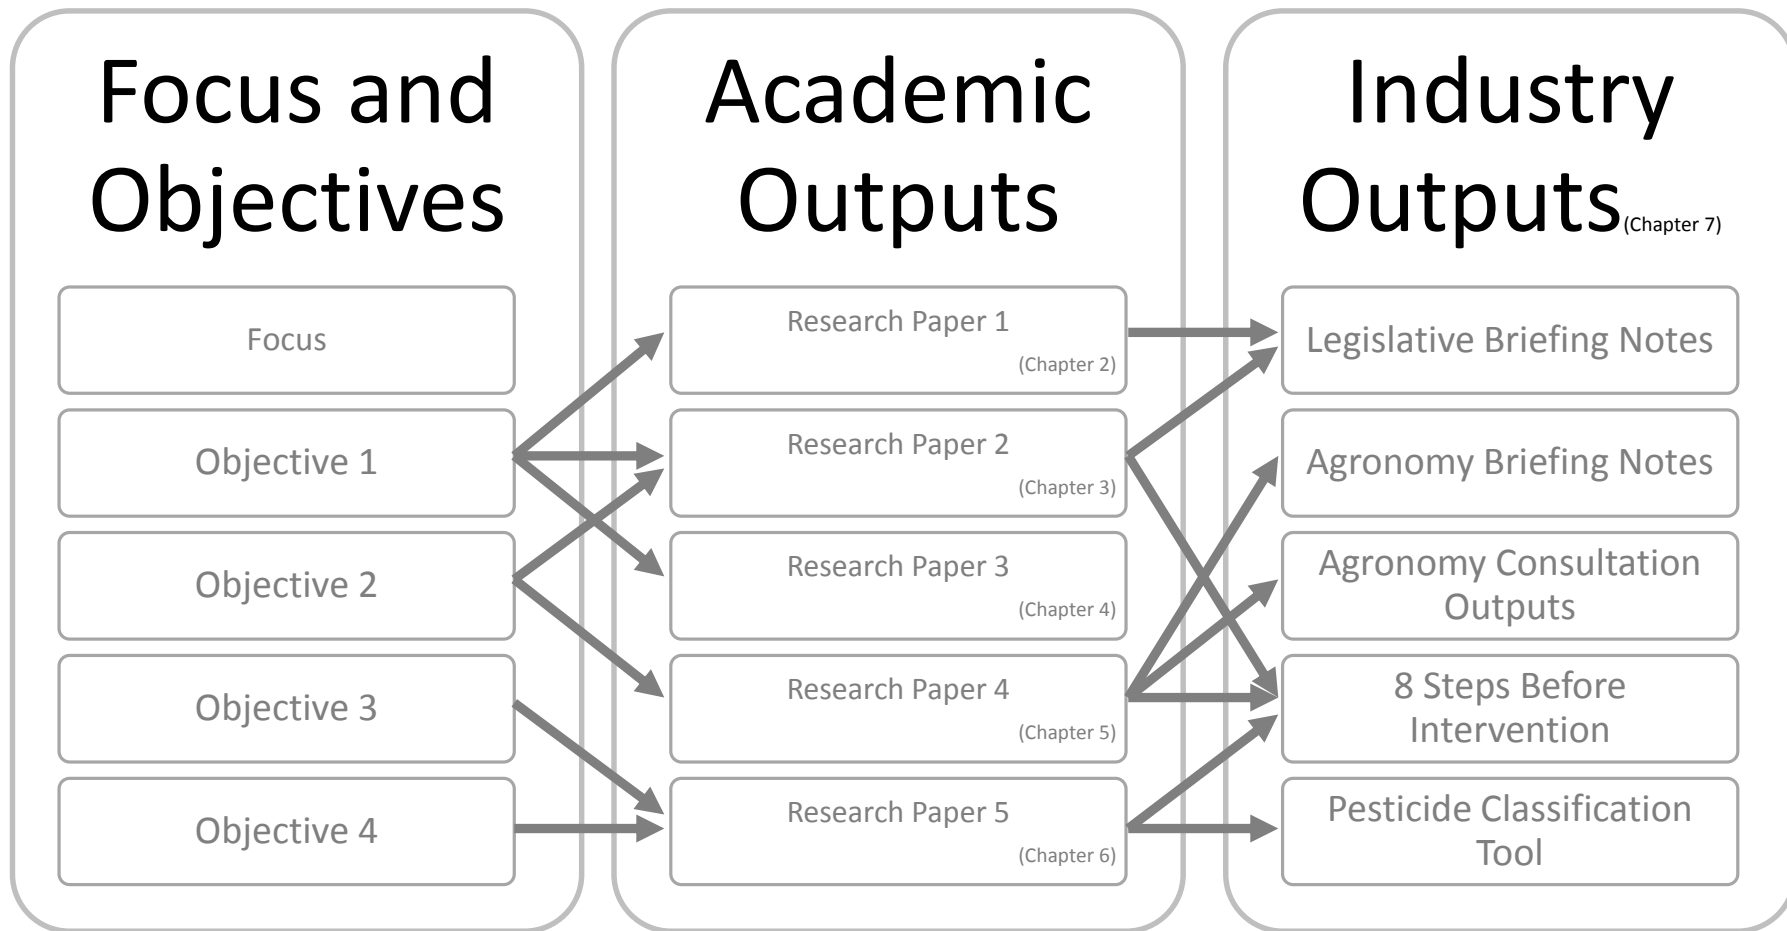 Focus and
Objectives
Focus
Objective 1
Objective 2
Objective 3
Objective 4
Academic
Outputs
Research Paper 1
(Chapter 2)
Research Paper 2
(Chapter 3)
Research Paper 3
(Chapter 4)
Research Paper 4
(Chapter 5)
Research Paper 5
(Chapter 6)
Industry
Outputs(Chapter 7)
Legislative Briefing Notes
Agronomy Briefing Notes
Agronomy Consultation
Outputs
8 Steps Before
Intervention
Pesticide Classification
Tool